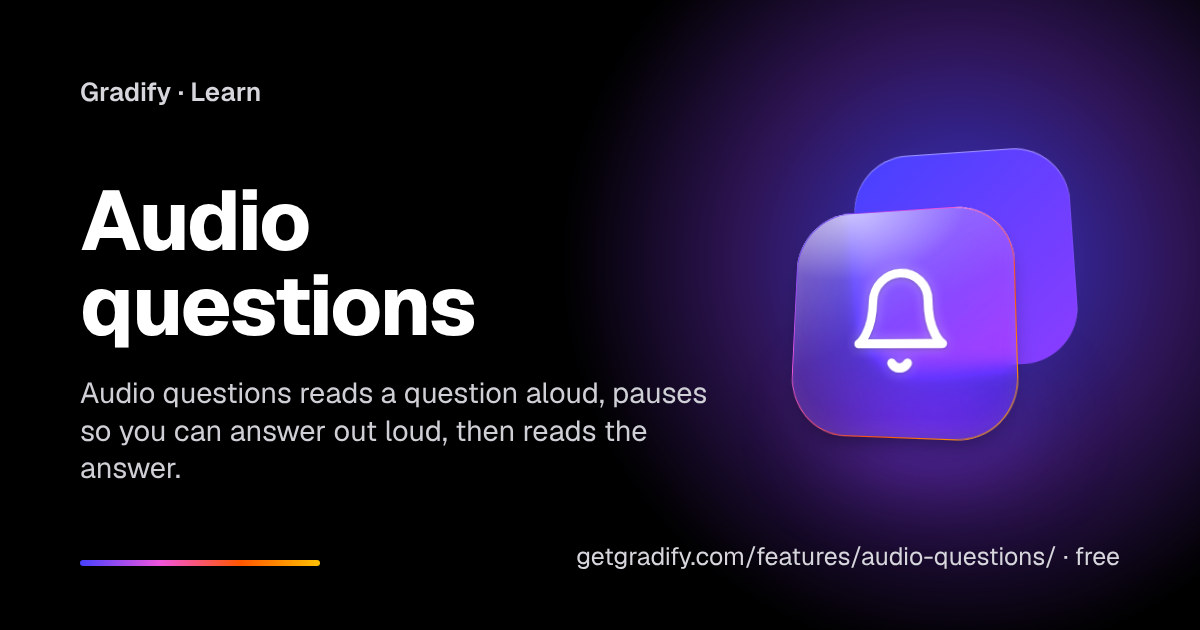 Gradify · Learn
Audio
questions
Audio questions reads a question aloud, pauses
so you can answer out loud, then reads the
answer.
getgradify.com/features/audio-questions/ · free